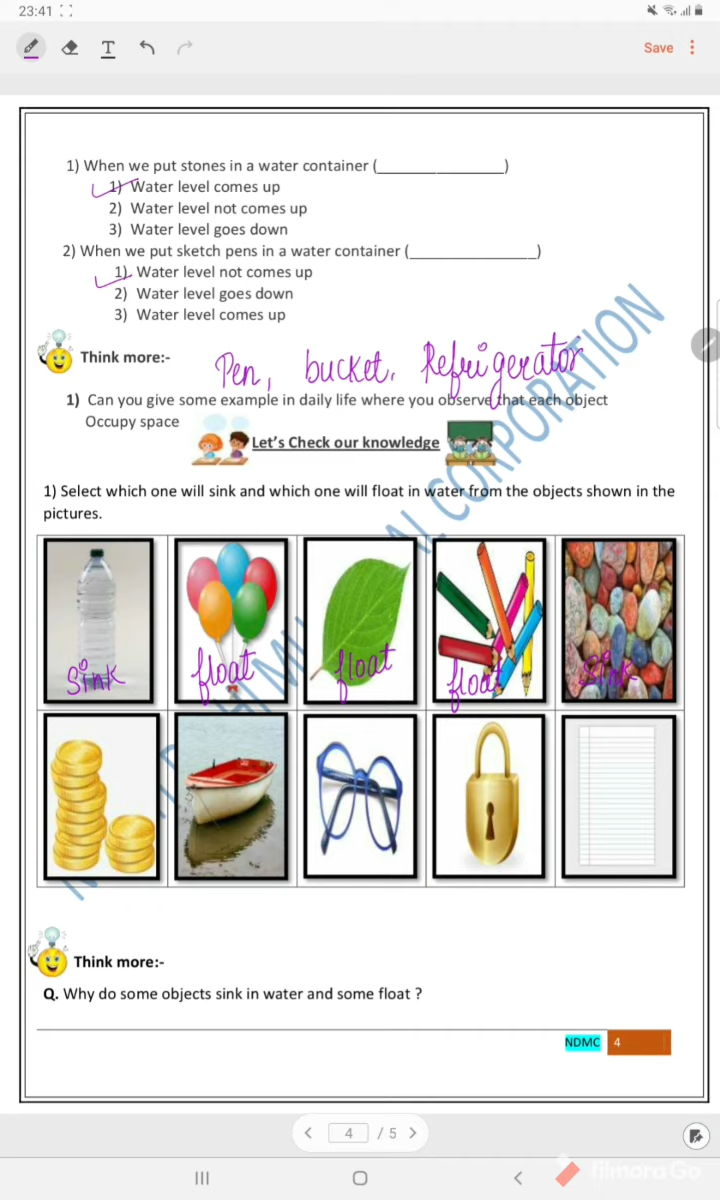 23:41
T
Save
1) When we put stones in a water container (________________)
1) Water level comes up
2) Water level not comes up
3) Water level goes down
2) When we put sketch pens in a water container (________________)
1). Water level not comes up
2) Water level goes down
3) Water level comes up
Think more:-
Pen, bucket, Refrigerator
1) Can you give some example in daily life where you observe that each object
Occupy space
Let's Check our knowledge
1) Select which one will sink and which one will float in water from the objects shown in the
pictures.
Sink float float float Sink
Think more:-
Q. Why do some objects sink in water and some float ?
NDMC 4
4 / 5
filmoraGo